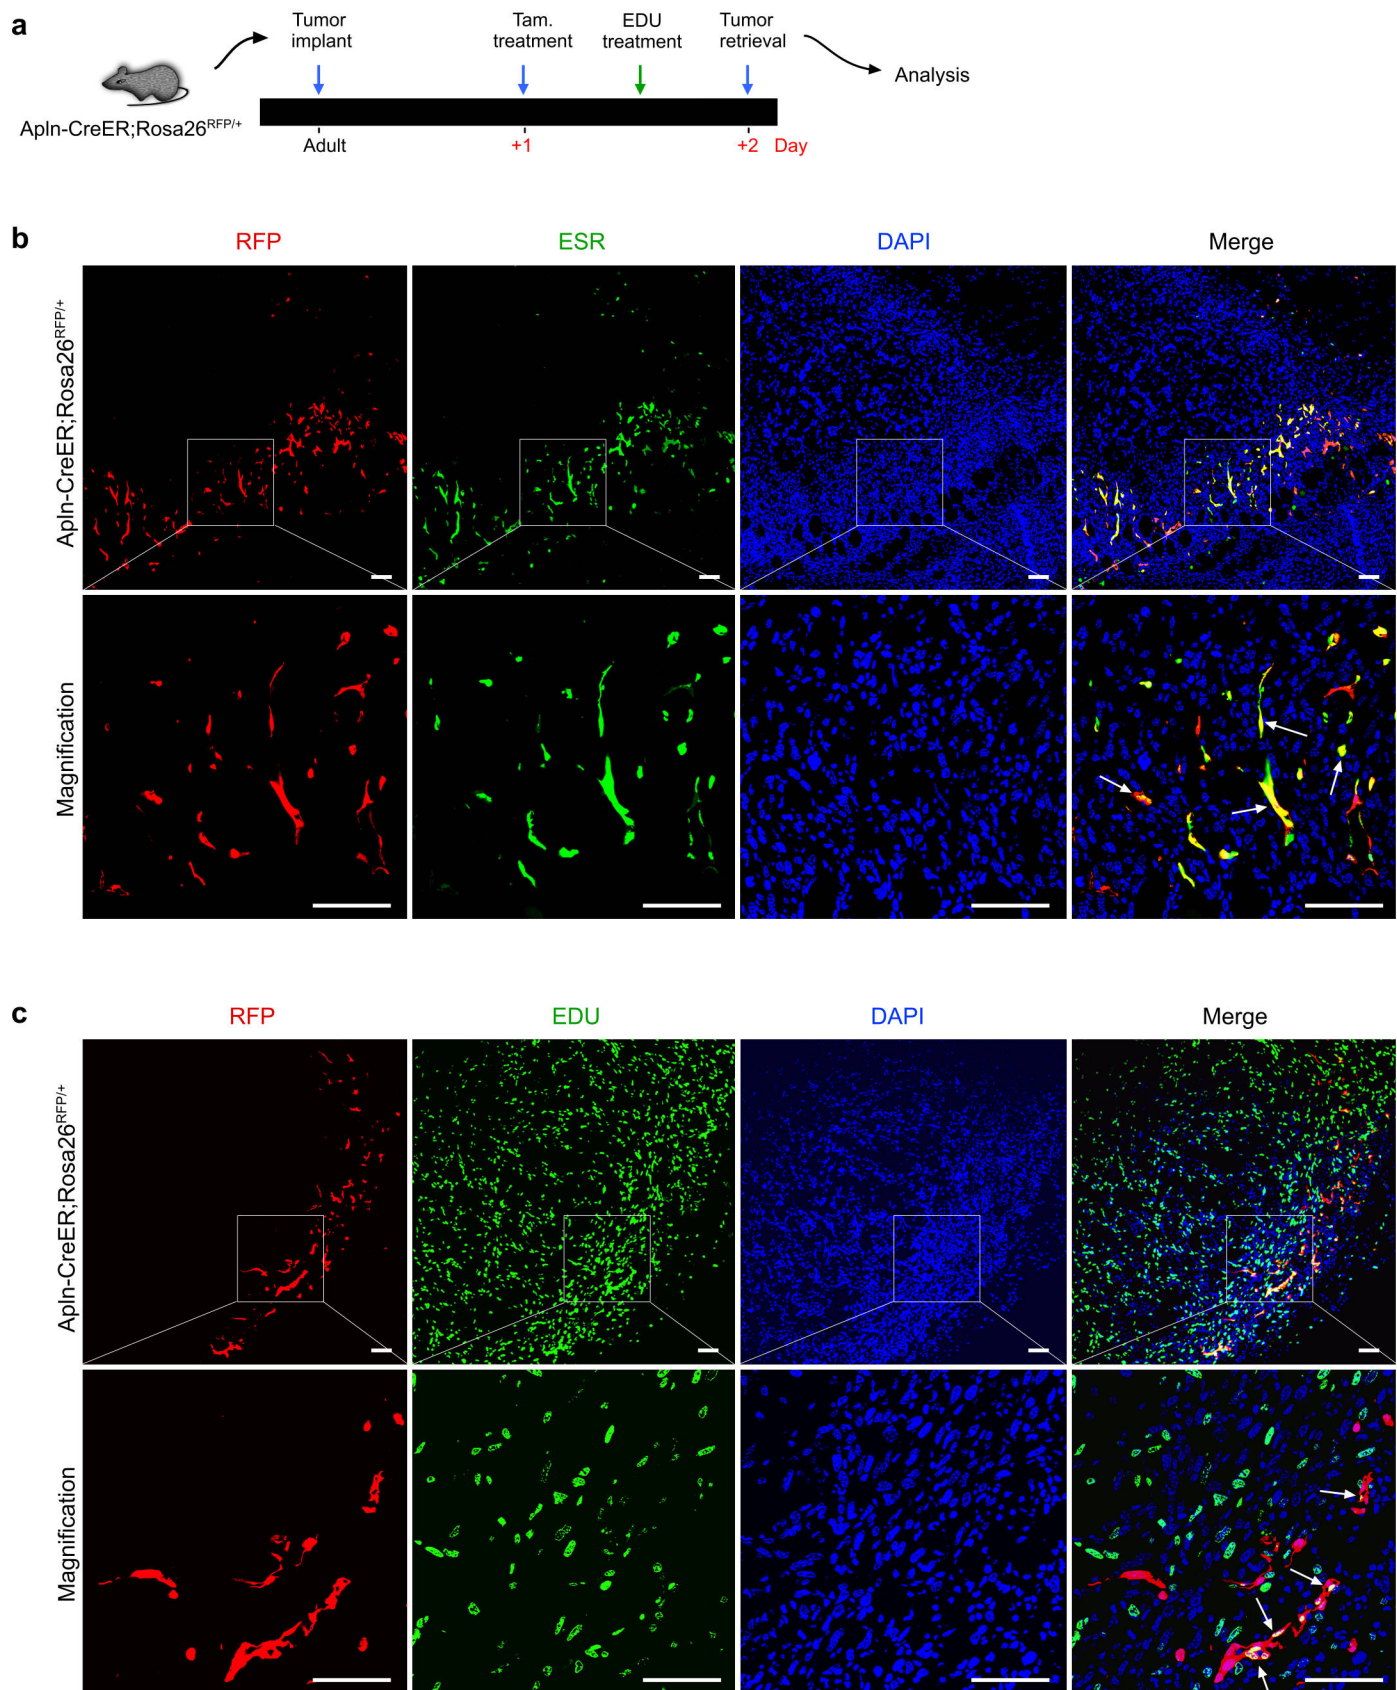 a
Tumor
implant
Tam.
treatment
EDU
treatment
Tumor
retrieval
Analysis
Apln-CreER;Rosa26RFP/+
Adult
+1
+2
Day
b
RFP
ESR
DAPI
Merge
Apln-CreER;Rosa26RFP/+
Magnification
c
RFP
EDU
DAPI
Merge
Apln-CreER;Rosa26RFP/+
Magnification